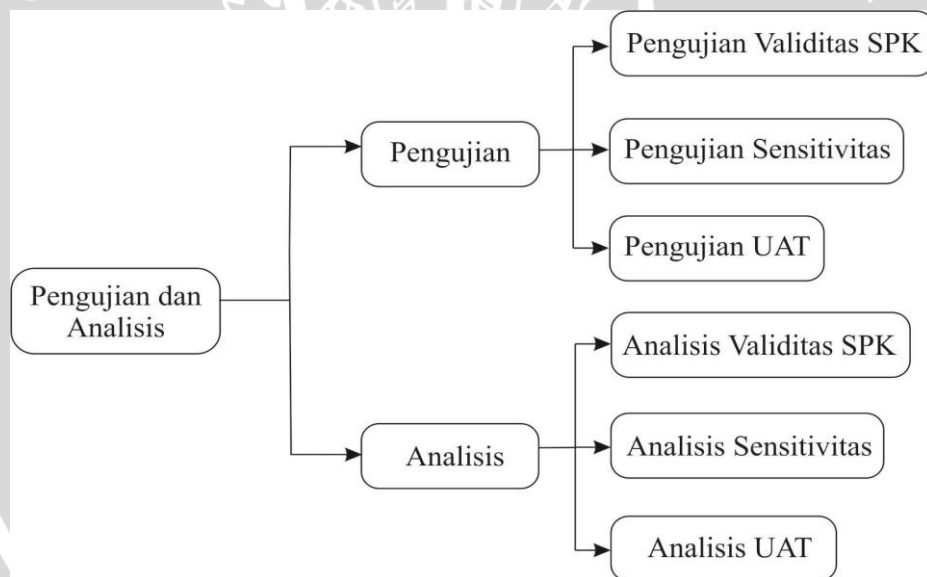 Pengujian dan
Analisis
Pengujian
Pengujian Validitas SPK
Pengujian Sensitivitas
Pengujian UAT
Analisis
Analisis Validitas SPK
Analisis Sensitivitas
Analisis UAT